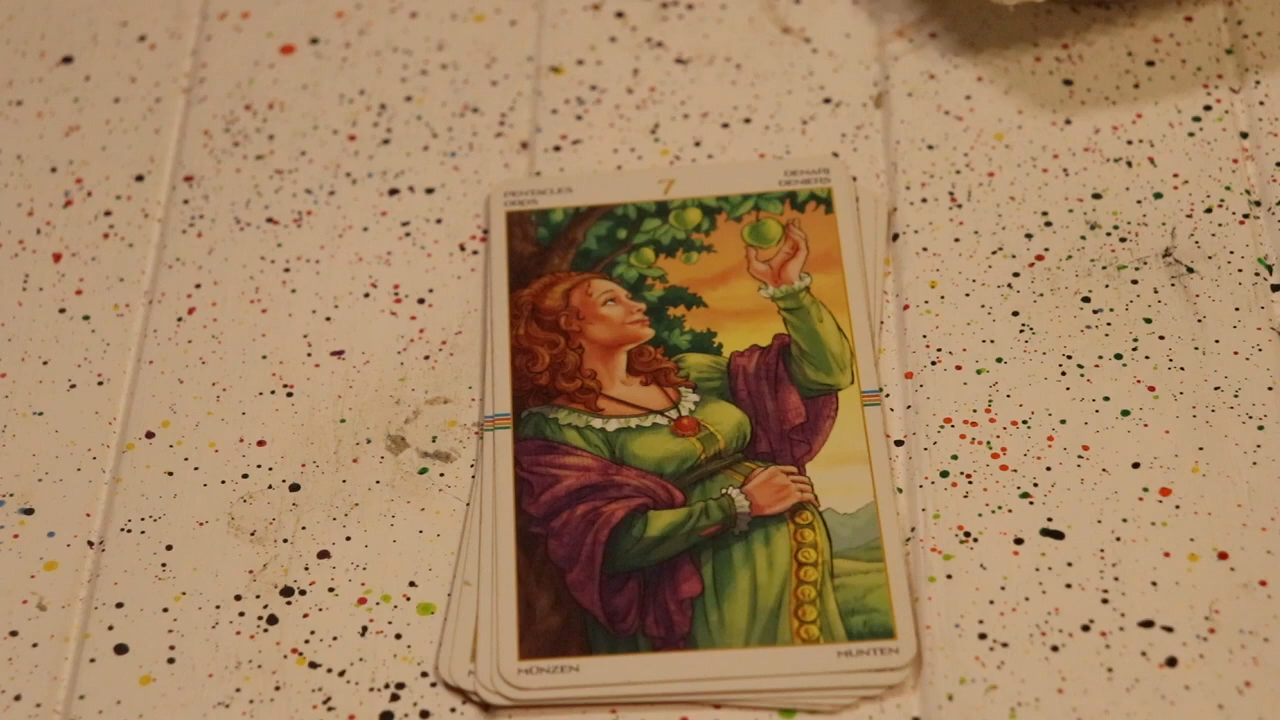 PENTACLES
OROS
7
DENARI
DENIERS
MÜNZEN
MUNTEN